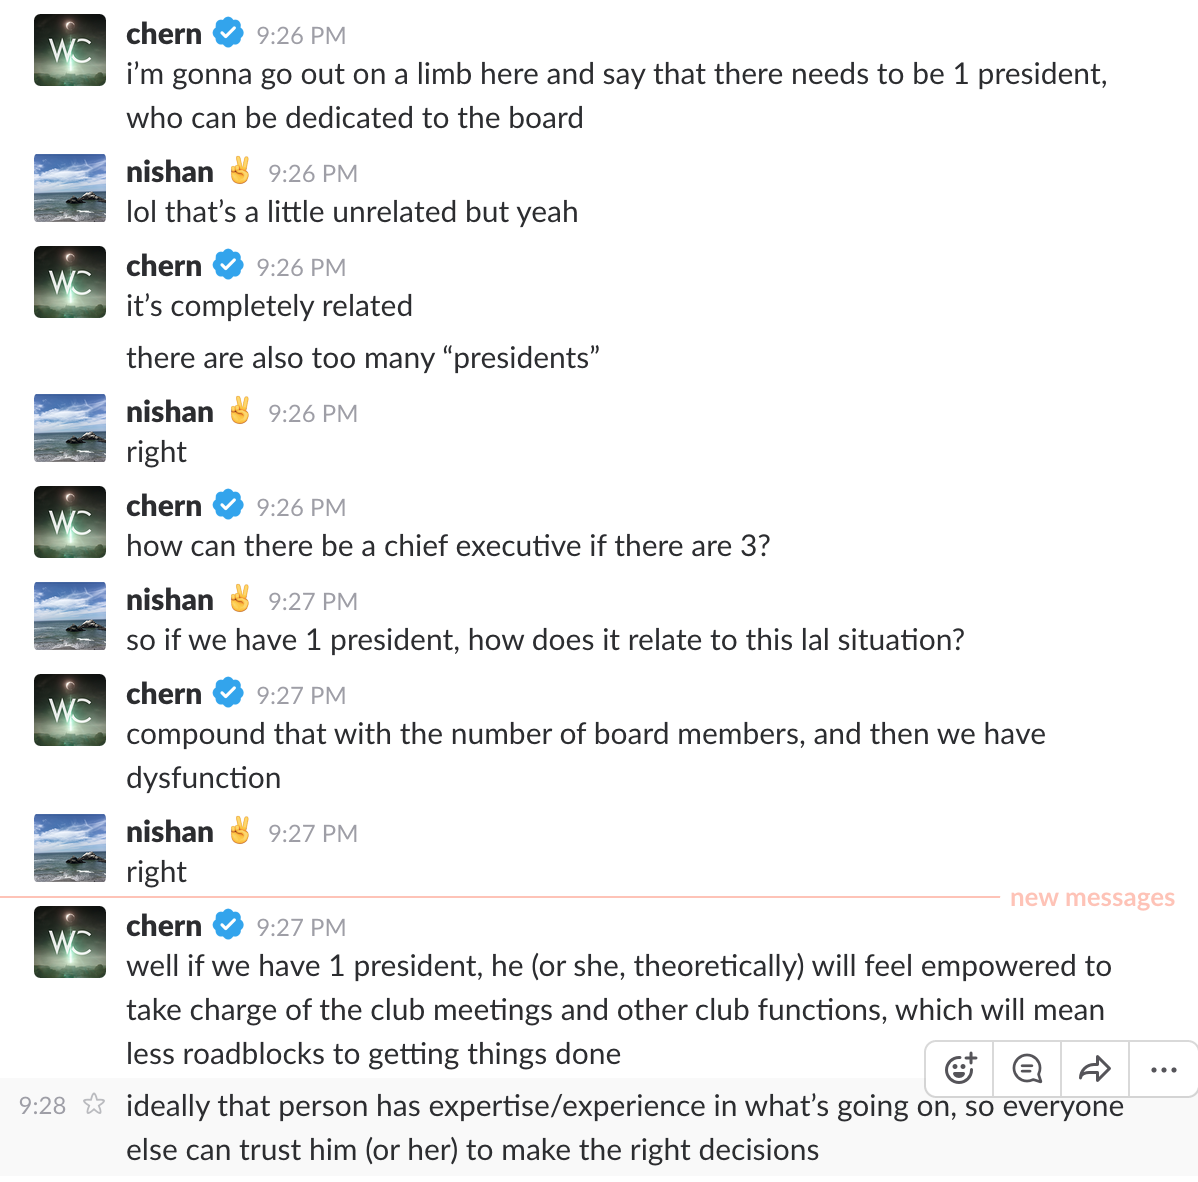 chern 9:26 PM
i’m gonna go out on a limb here and say that there needs to be 1 president,
who can be dedicated to the board
nishan ✌ 9:26 PM
lol that’s a little unrelated but yeah
chern 9:26 PM
it’s completely related
there are also too many “presidents”
nishan ✌ 9:26 PM
right
chern 9:26 PM
how can there be a chief executive if there are 3?
nishan ✌ 9:27 PM
so if we have 1 president, how does it relate to this lal situation?
chern 9:27 PM
compound that with the number of board members, and then we have
dysfunction
nishan ✌ 9:27 PM
right
new messages
chern 9:27 PM
well if we have 1 president, he (or she, theoretically) will feel empowered to
take charge of the club meetings and other club functions, which will mean
less roadblocks to getting things done
9:28 ideally that person has expertise/experience in what’s going on, so everyone
else can trust him (or her) to make the right decisions
WC
WC
WC
WC
WC